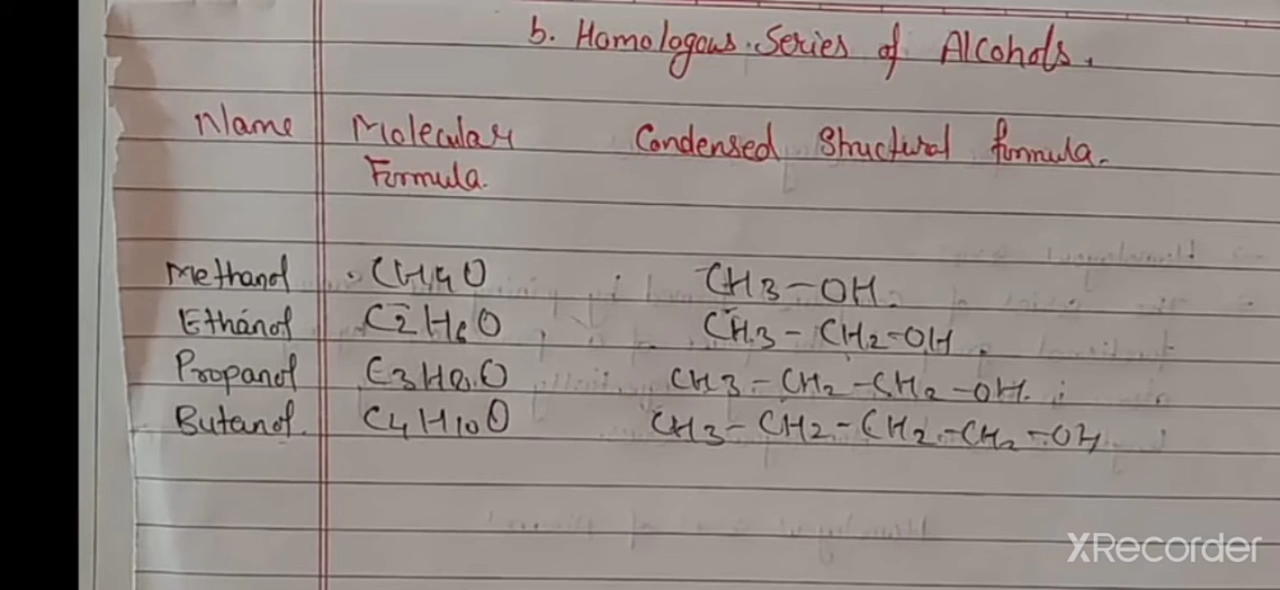 b. Homologous Series of Alcohols.
Name Molecular Condensed Structural formula.
Formula.
Methanol CH4O CH3-OH.
Ethanol C2H6O CH3-CH2-OH.
Propanol C3H8O CH3-CH2-CH2-OH.
Butanol. C4H10O CH3-CH2-CH2-CH2-OH
XRecorder